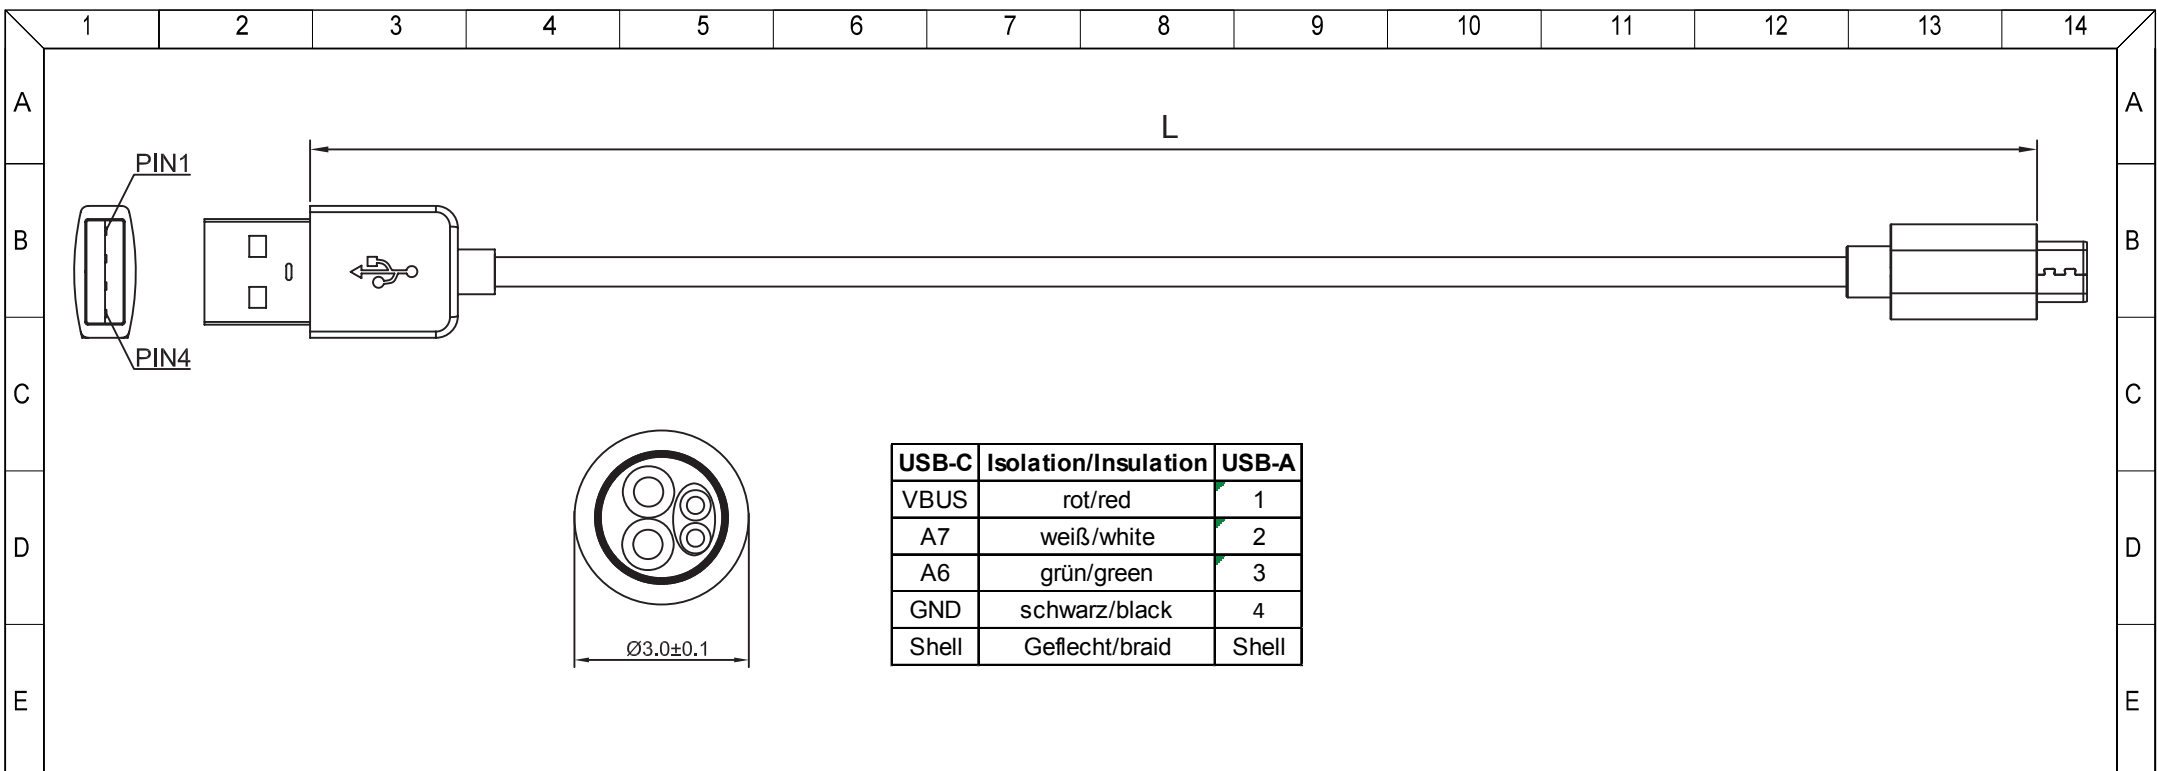 1 2 3 4 5 6 7 8 9 10 11 12 13 14
A A
L
PIN1
B B
PIN4
C C
USB-C Isolation/Insulation USB-A
VBUS rot/red 1
A7 weiß/white 2
D D
A6 grün/green 3
GND schwarz/black 4
Shell Geflecht/braid Shell
Ø3.0±0.1
E E